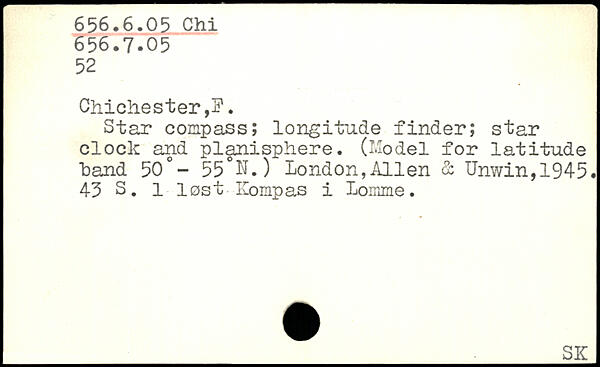 656.6.05 Chi
656.7.05
52
Chichester,F.
Star compass; longitude finder; star
clock and planisphere. (Model for latitude
band 50°- 55°N.) London,Allen & Unwin,1945.
43 S. 1 løst Kompas i Lomme.
SK